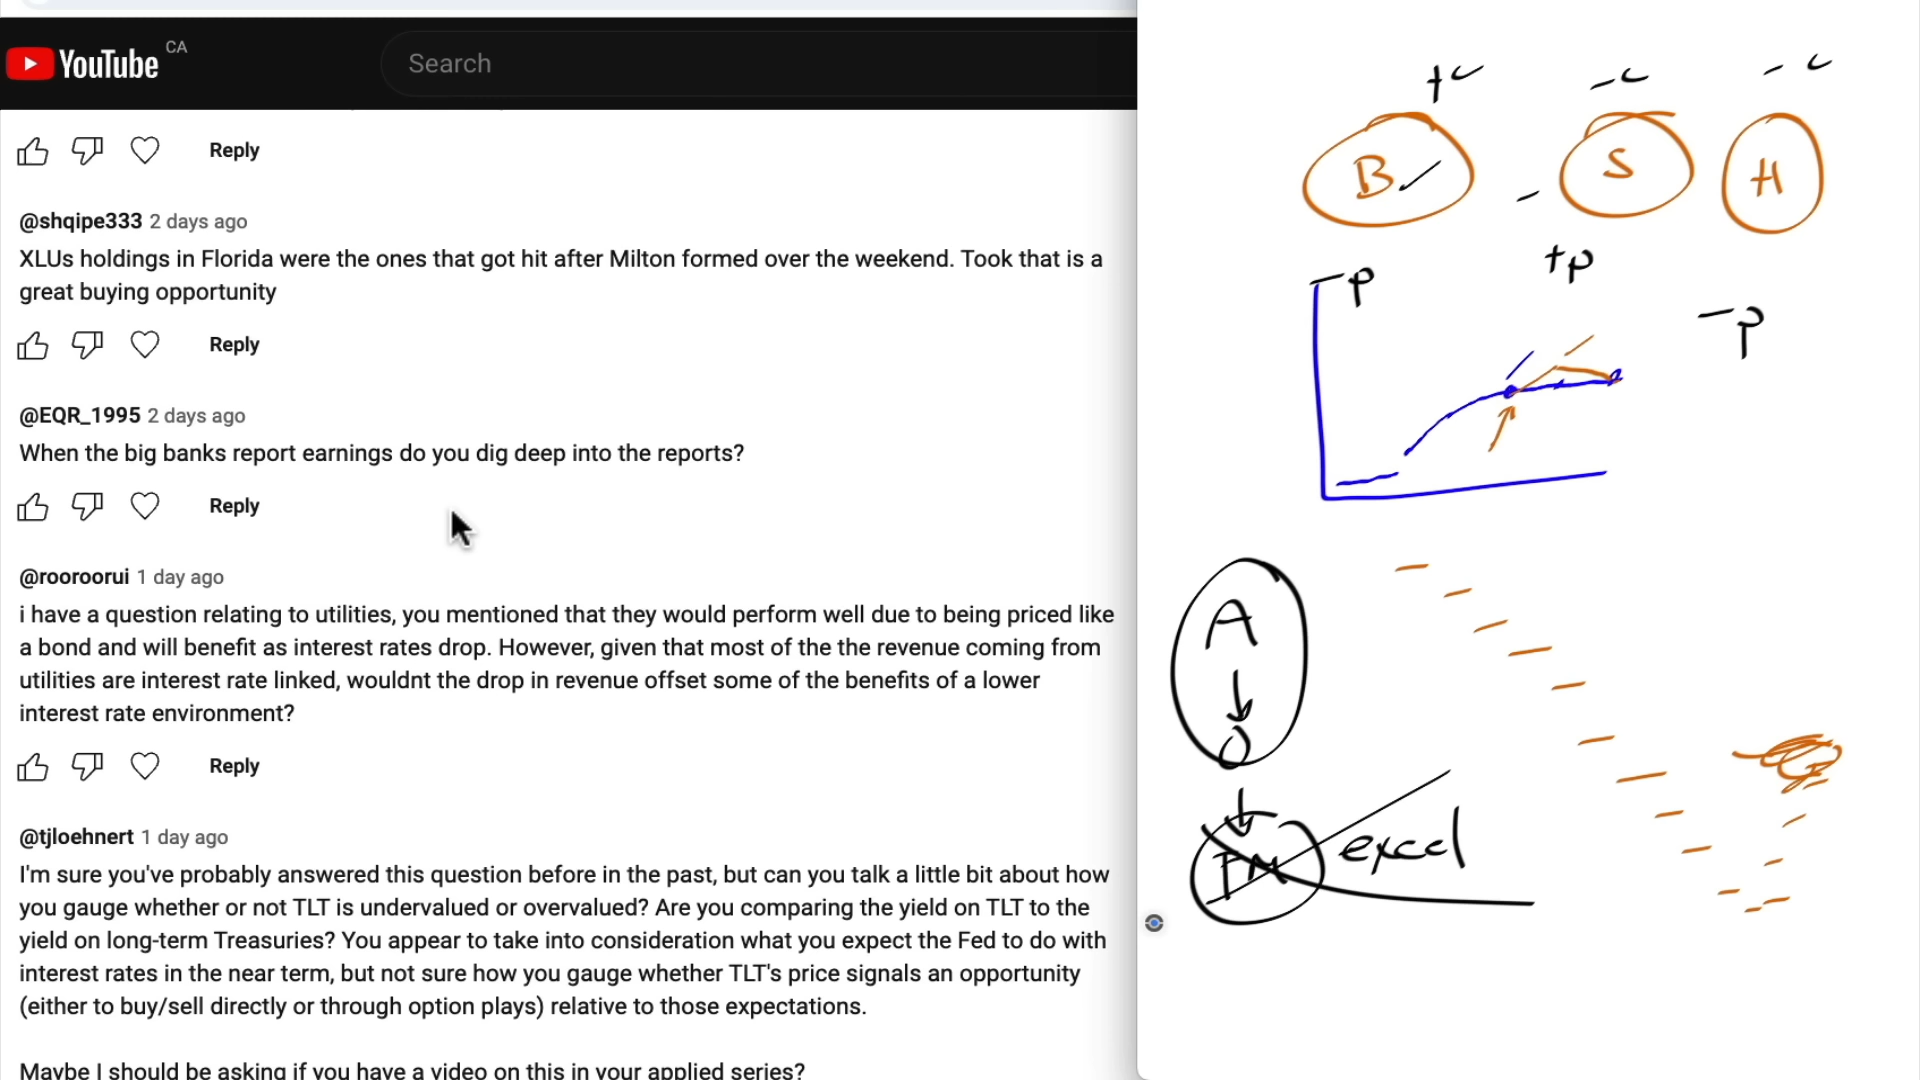 YouTube CA
Search
Reply
@shqipe333 2 days ago
XLUs holdings in Florida were the ones that got hit after Milton formed over the weekend. Took that is a
great buying opportunity
Reply
@EQR_1995 2 days ago
When the big banks report earnings do you dig deep into the reports?
Reply
@rooroorui 1 day ago
i have a question relating to utilities, you mentioned that they would perform well due to being priced like
a bond and will benefit as interest rates drop. However, given that most of the the revenue coming from
utilities are interest rate linked, wouldnt the drop in revenue offset some of the benefits of a lower
interest rate environment?
Reply
@tjloehnert 1 day ago
I'm sure you've probably answered this question before in the past, but can you talk a little bit about how
you gauge whether or not TLT is undervalued or overvalued? Are you comparing the yield on TLT to the
yield on long-term Treasuries? You appear to take into consideration what you expect the Fed to do with
interest rates in the near term, but not sure how you gauge whether TLT's price signals an opportunity
(either to buy/sell directly or through option plays) relative to those expectations.
Maybe I should be asking if you have a video on this in your applied series?
+c -c -c
B S H
-p +p -p
A
O
PM excel